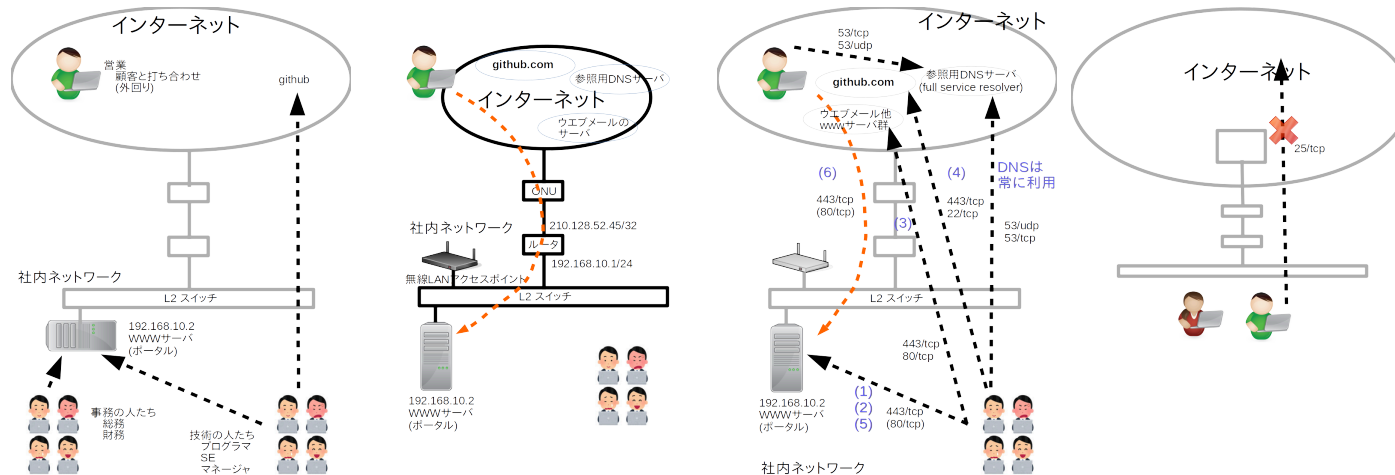 インターネット
営業
顧客と打ち合わせ
(外回り)
github
社内ネットワーク
L2 スイッチ
192.168.10.2
WWWサーバ
(ポータル)
事務の人たち
総務
財務
技術の人たち
プログラマ
SE
マネージャ
github.com
参照用DNSサーバ
インターネット
ウエブメールの
サーバ
ONU
210.128.52.45/32
社内ネットワーク
ルータ
192.168.10.1/24
無線LANアクセスポイント
L2 スイッチ
192.168.10.2
WWWサーバ
(ポータル)
インターネット
53/tcp
53/udp
github.com
参照用DNSサーバ
(full service resolver)
ウエブメール他
wwwサーバ群
(6)
(4)
DNSは
常に利用
443/tcp
(80/tcp)
443/tcp
22/tcp
(3)
53/udp
53/tcp
L2 スイッチ
443/tcp
80/tcp
192.168.10.2
WWWサーバ
(ポータル)
(1)
(2)
(5)
443/tcp
(80/tcp)
社内ネットワーク
インターネット
25/tcp